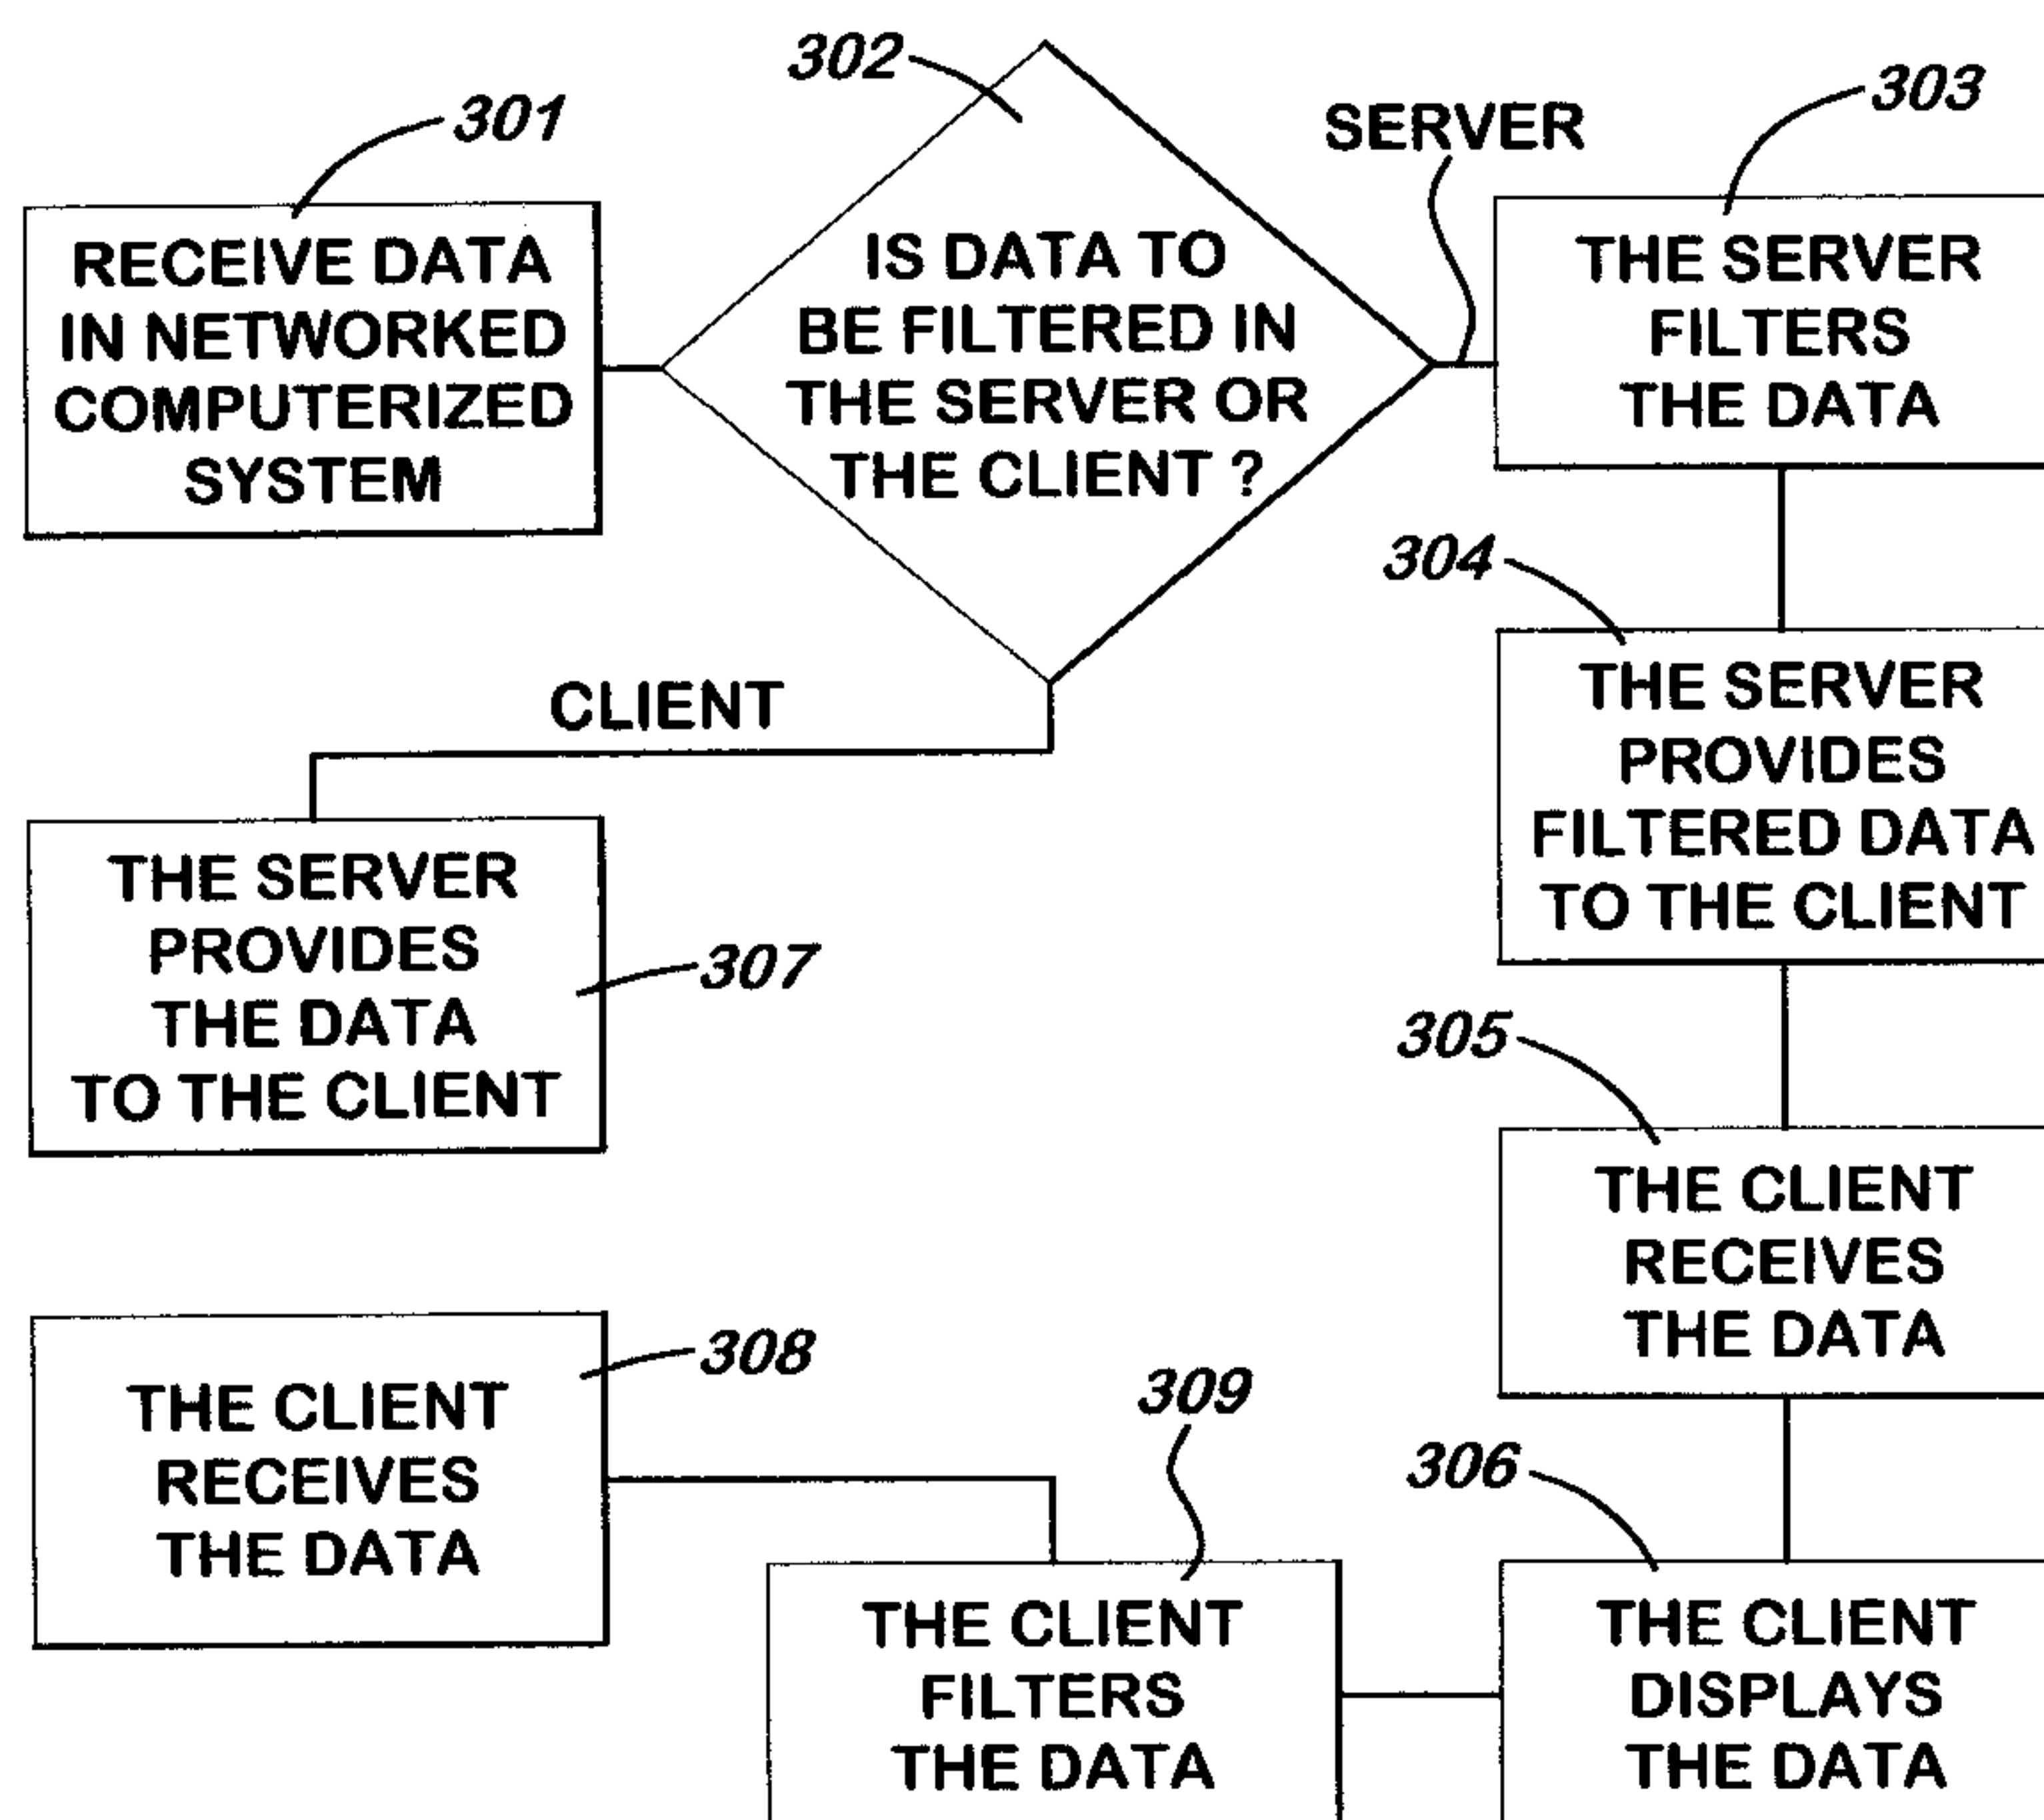 301
RECEIVE DATA
IN NETWORKED
COMPUTERIZED
SYSTEM
302
IS DATA TO
BE FILTERED IN
THE SERVER OR
THE CLIENT ?
SERVER
303
THE SERVER
FILTERS
THE DATA
304
THE SERVER
PROVIDES
FILTERED DATA
TO THE CLIENT
305
THE CLIENT
RECEIVES
THE DATA
306
THE CLIENT
DISPLAYS
THE DATA
CLIENT
307
THE SERVER
PROVIDES
THE DATA
TO THE CLIENT
308
THE CLIENT
RECEIVES
THE DATA
309
THE CLIENT
FILTERS
THE DATA